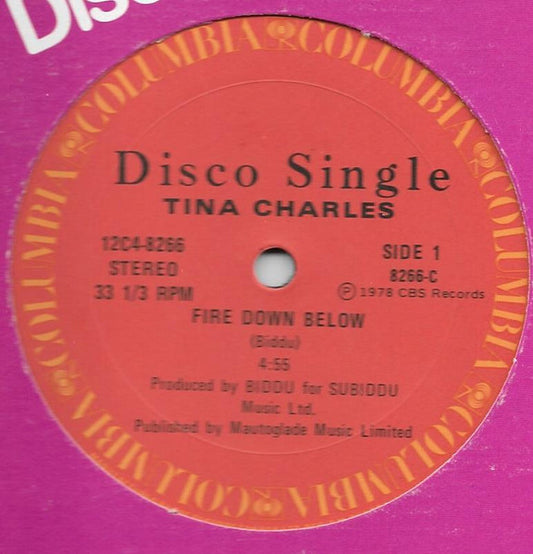 Disc
COLUMBIA COLUMBIA COLUMBIA COLUMBIA COLUMBIA COLUMBIA
Disco Single
TINA CHARLES
12C4-8266
STEREO
33 1/3 RPM
SIDE 1
8266-C
Ⓟ 1978 CBS Records
FIRE DOWN BELOW
(Biddu)
4:55
Produced by BIDDU for SUBIDDU
Music Ltd.
Published by Mautoglade Music Limited